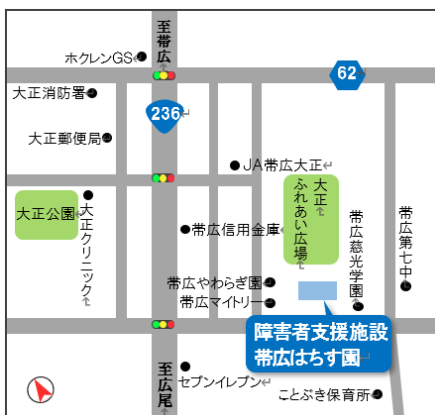 至帯広
ホクレンGS
62
大正消防署
236
大正郵便局
JA帯広大正
大正
ふれあい広場
大正公園
大正クリニック
帯広信用金庫
帯広慈光学園
帯広第七中
帯広やわらぎ園
帯広マイトリー
障害者支援施設
帯広はちす園
至広尾
セブンイレブン
ことぶき保育所